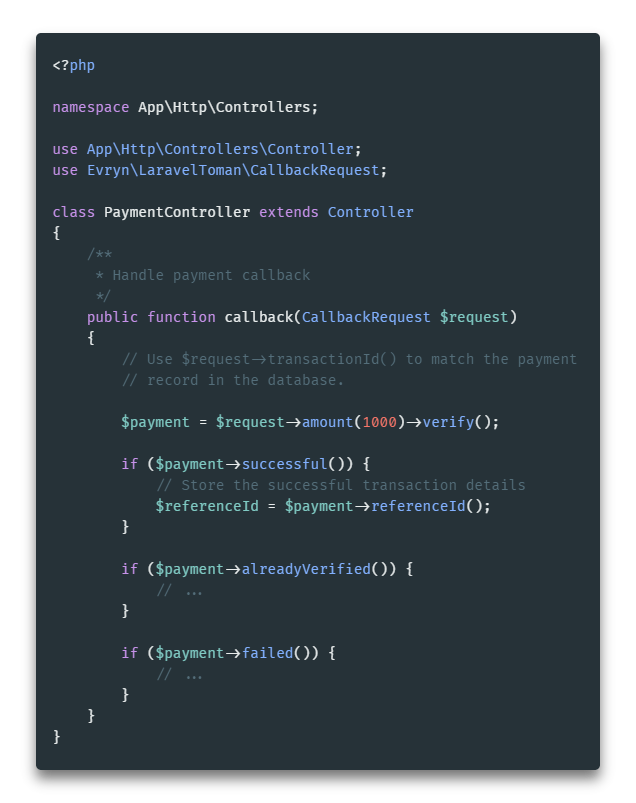 <?php

namespace App\Http\Controllers;

use App\Http\Controllers\Controller;
use Evryn\LaravelToman\CallbackRequest;

class PaymentController extends Controller
{
    /**
     * Handle payment callback
     */
    public function callback(CallbackRequest $request)
    {
        // Use $request->transactionId() to match the payment
        // record in the database.

        $payment = $request->amount(1000)->verify();

        if ($payment->successful()) {
            // Store the successful transaction details
            $referenceId = $payment->referenceId();
        }

        if ($payment->alreadyVerified()) {
            // ...
        }

        if ($payment->failed()) {
            // ...
        }
    }
}